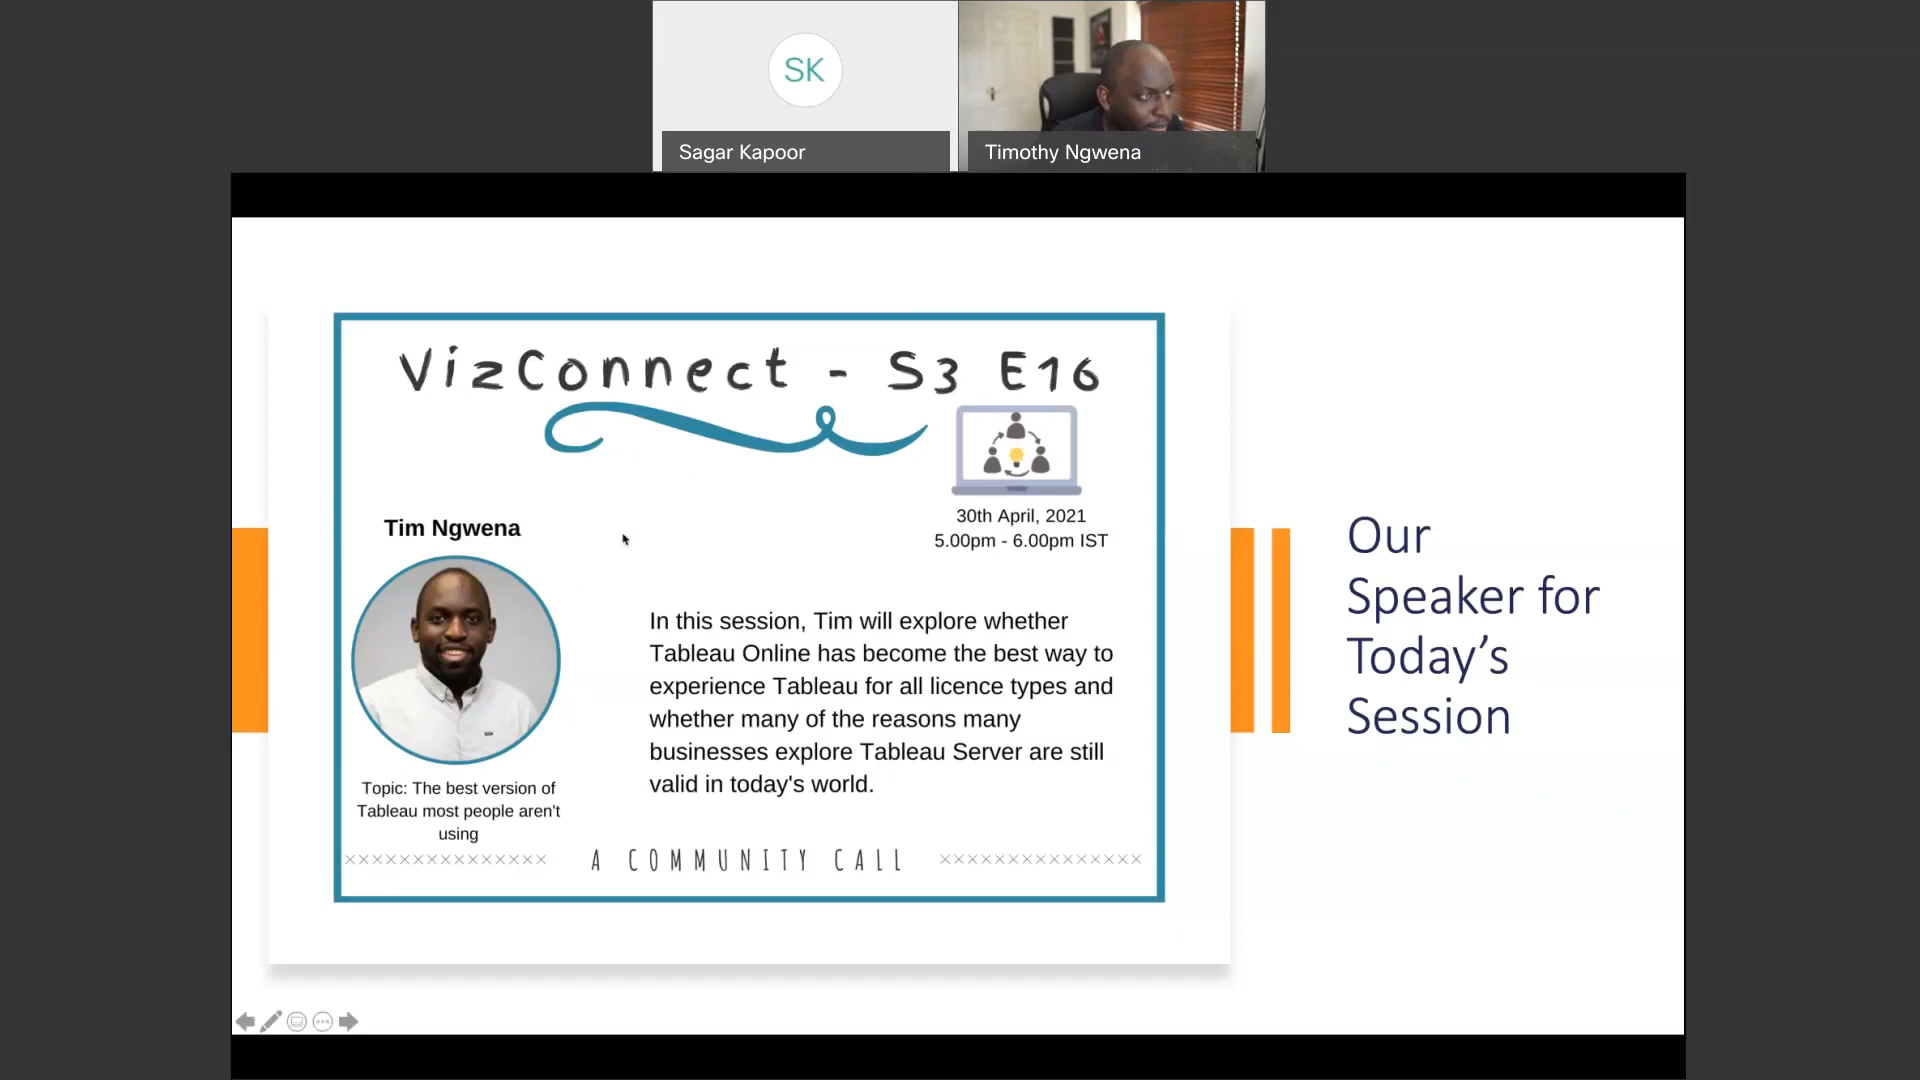 SK
Sagar Kapoor
Timothy Ngwena
VizConnect - S3 E16
30th April, 2021
5.00pm - 6.00pm IST
Tim Ngwena
In this session, Tim will explore whether
Tableau Online has become the best way to
experience Tableau for all licence types and
whether many of the reasons many
businesses explore Tableau Server are still
valid in today's world.
Topic: The best version of
Tableau most people aren't
using
A COMMUNITY CALL
Our
Speaker for
Today’s
Session